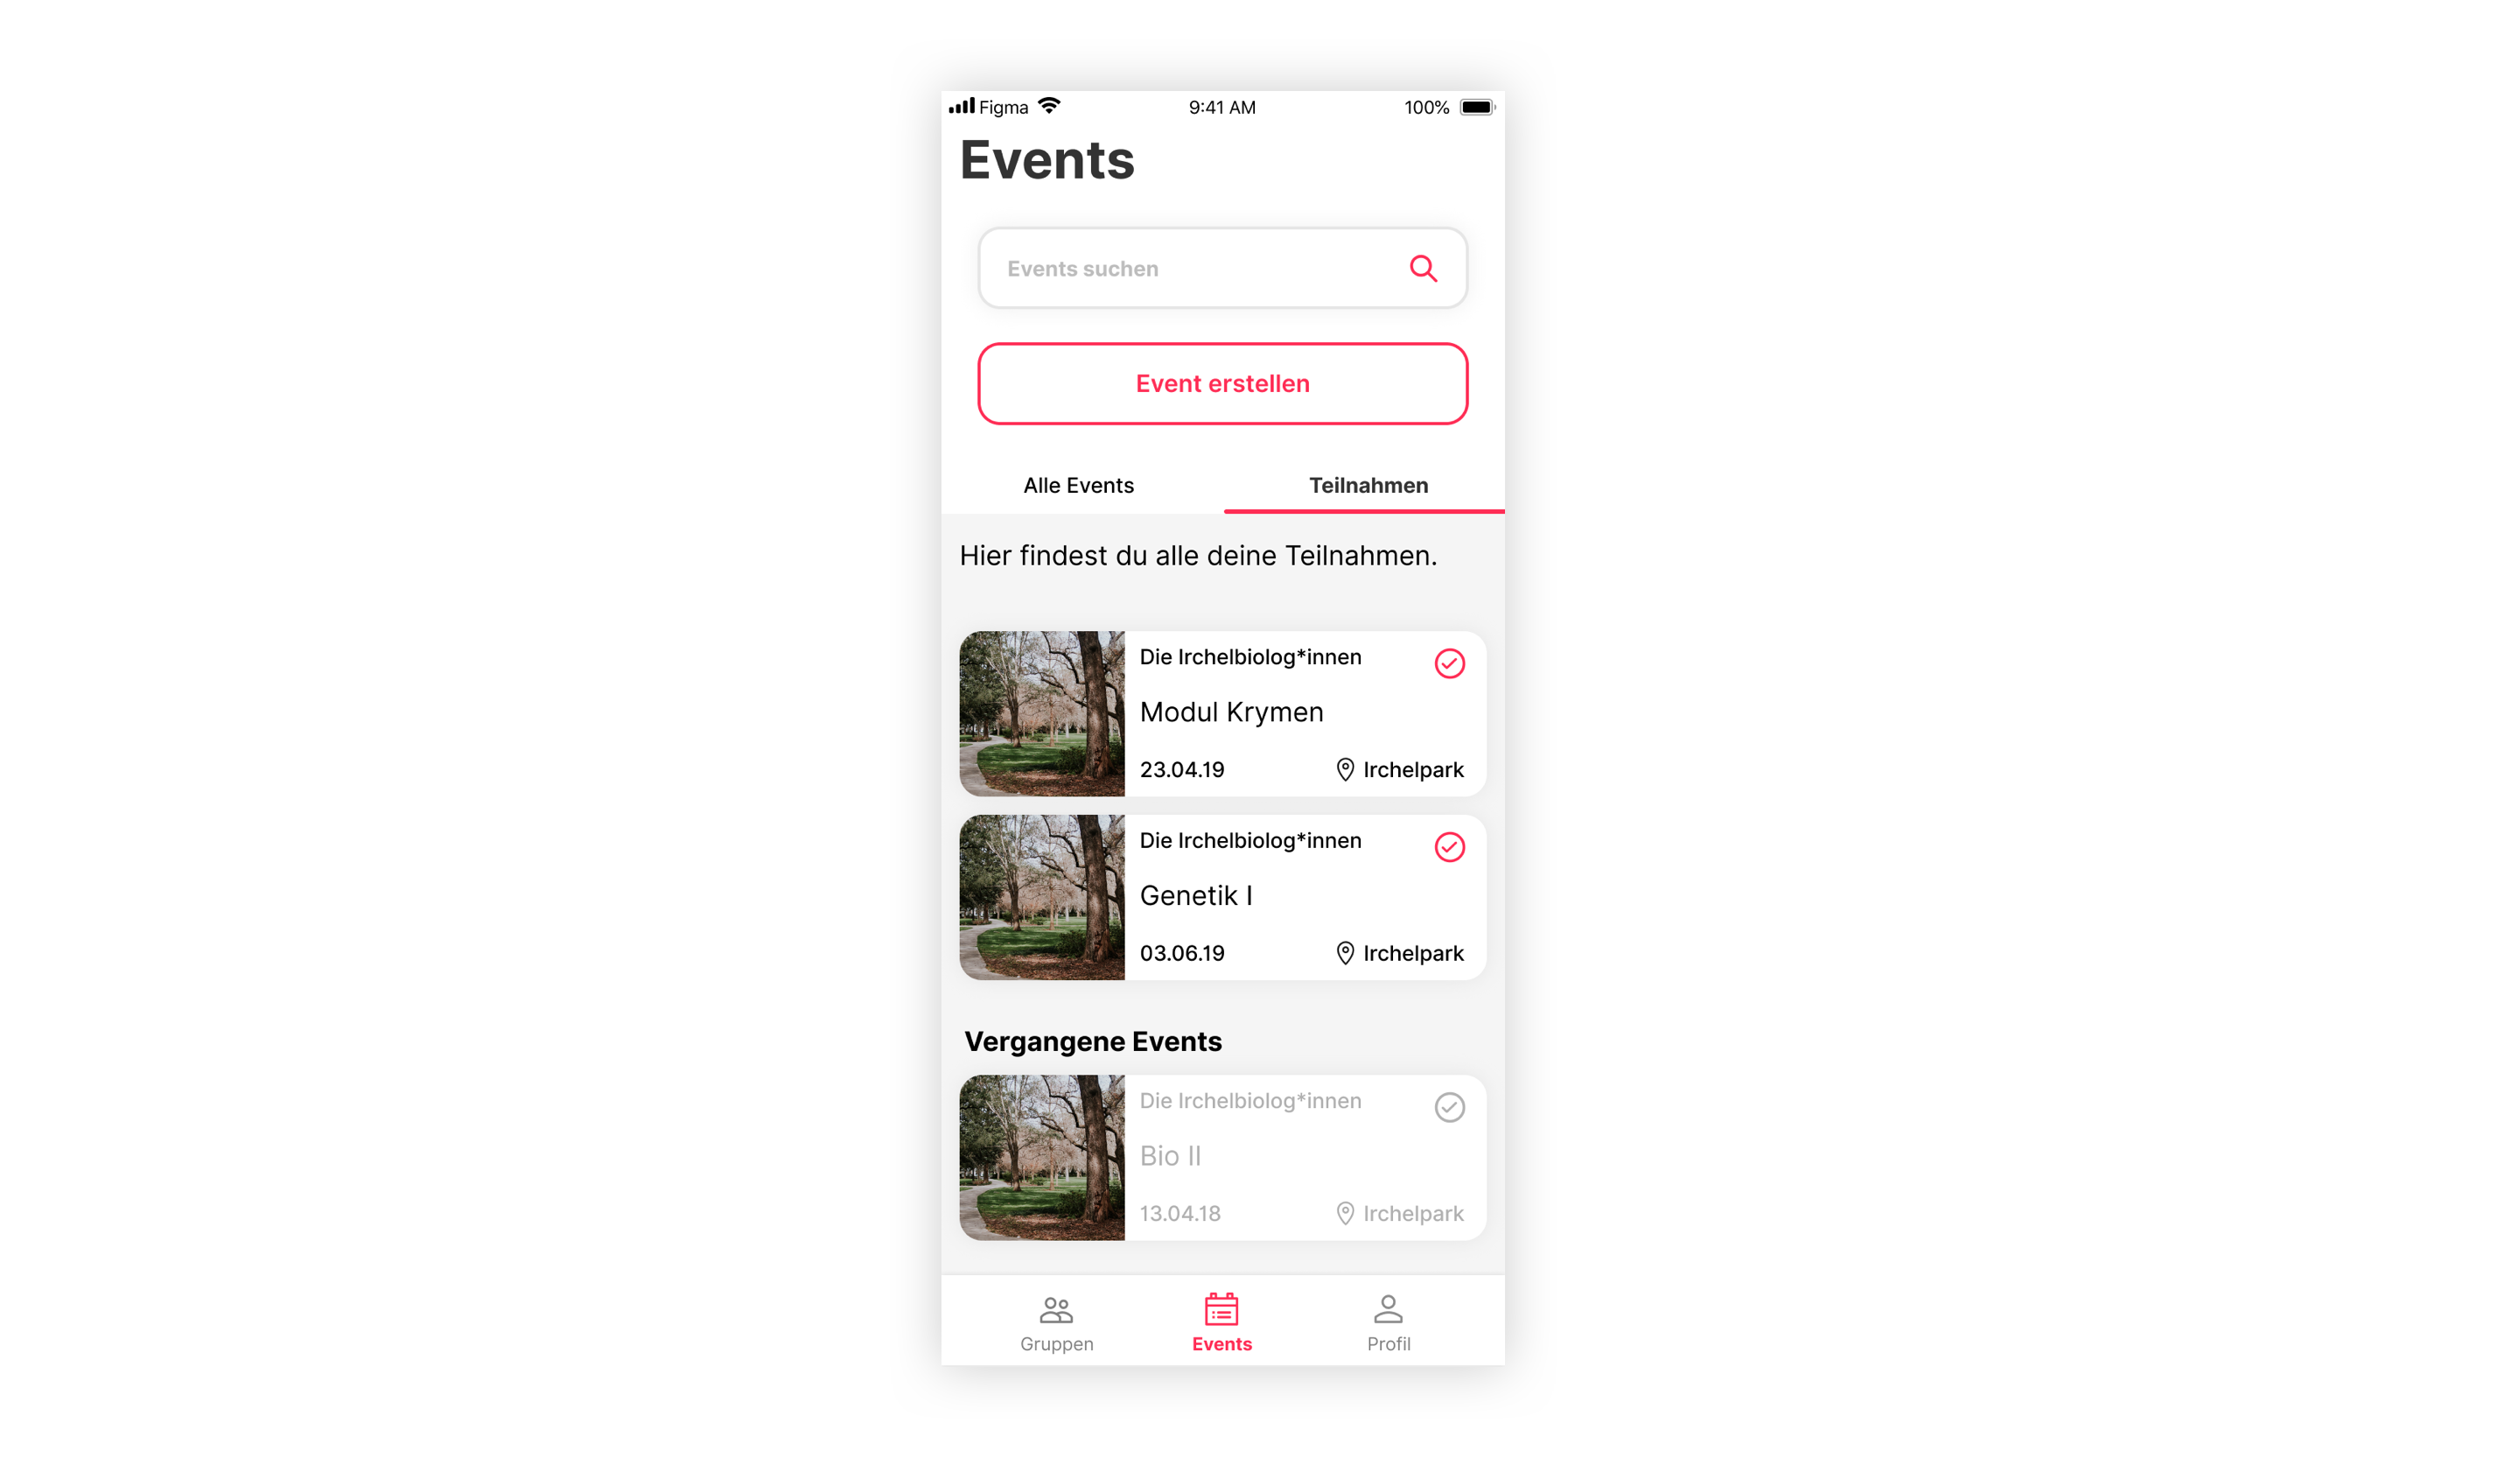 Figma 9:41 AM 100%
Events
Events suchen
Event erstellen
Alle Events Teilnahmen
Hier findest du alle deine Teilnahmen.
Die Irchelbiolog*innen
Modul Krymen
23.04.19 Irchelpark
Die Irchelbiolog*innen
Genetik I
03.06.19 Irchelpark
Vergangene Events
Die Irchelbiolog*innen
Bio II
13.04.18 Irchelpark
Gruppen Events Profil